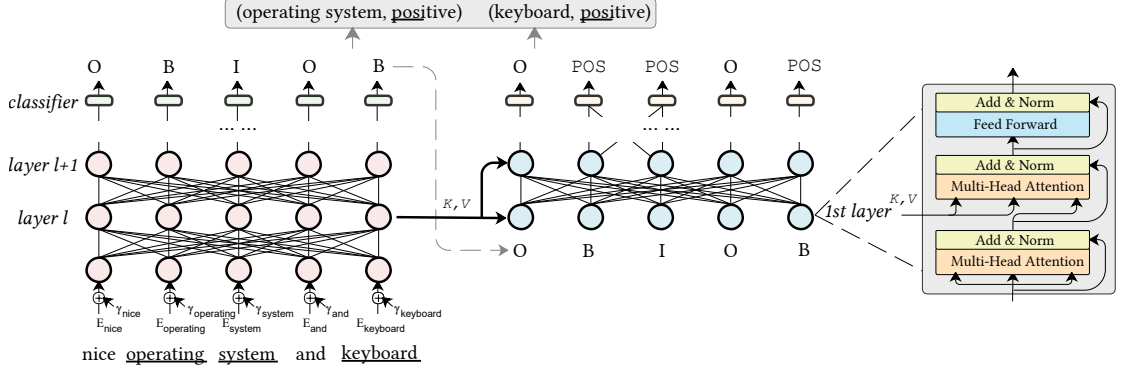 (operating system, positive) (keyboard, positive)
O B I O B O POS POS O POS
classifier
... ... ... ...
layer l+1
layer l
K,V
1st layer
K,V
O B I O B
Add & Norm
Feed Forward
Add & Norm
Multi-Head Attention
Add & Norm
Multi-Head Attention
γnice γoperating γsystem γand γkeyboard
Enice Eoperating Esystem Eand Ekeyboard
nice operating system and keyboard